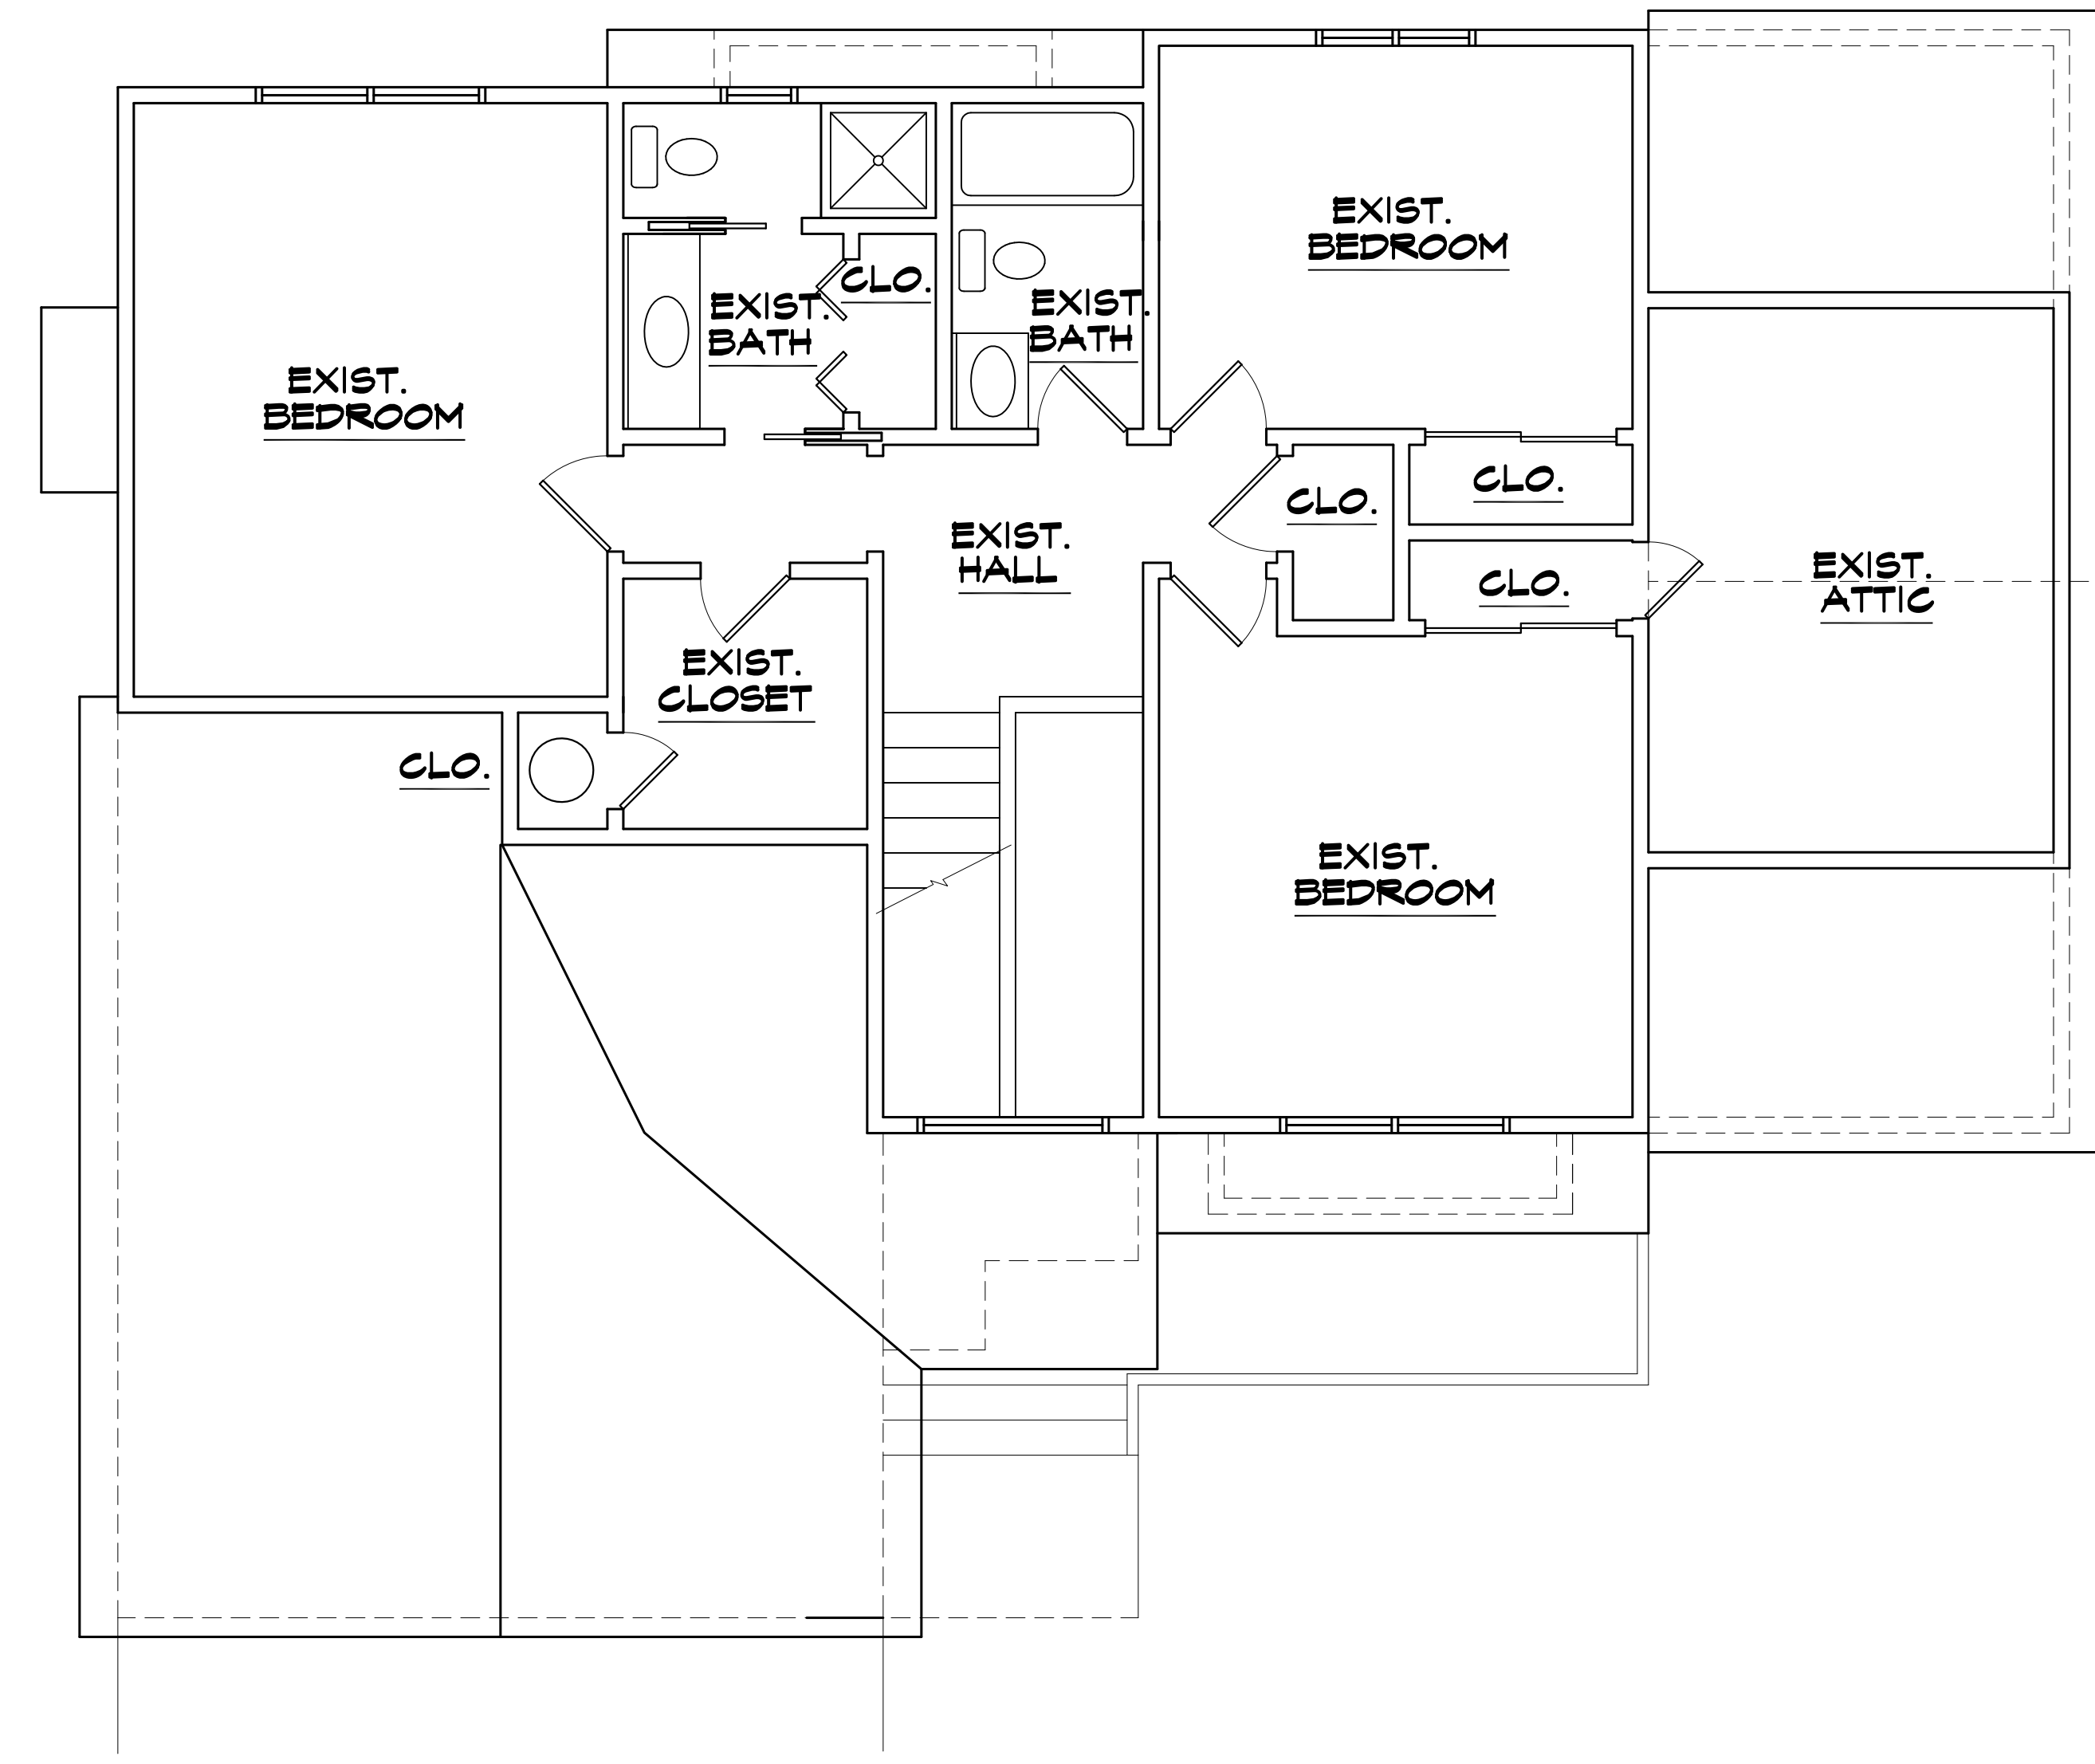 EXIST.
BEDROOM
EXIST.
BATH
CLO.
EXIST.
BATH
EXIST.
BEDROOM
EXIST.
HALL
CLO.
CLO.
CLO.
EXIST.
ATTIC
EXIST.
CLOSET
CLO.
EXIST.
BEDROOM